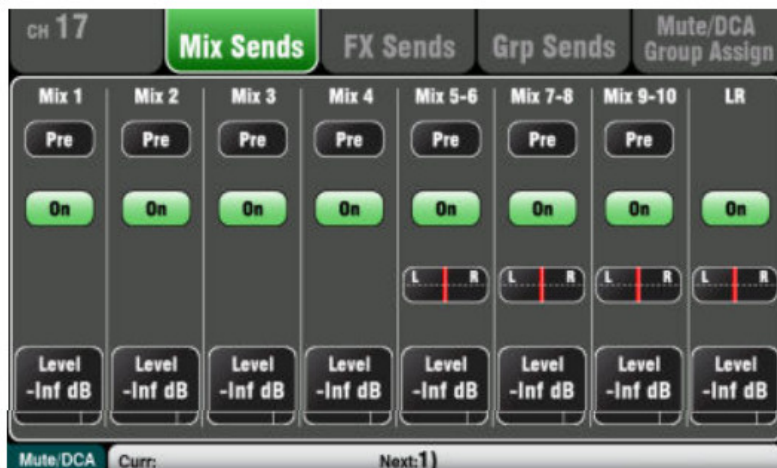 CH 17 Mix Sends FX Sends Grp Sends Mute/DCA Group Assign
Mix 1 Mix 2 Mix 3 Mix 4 Mix 5-6 Mix 7-8 Mix 9-10 LR
Pre Pre Pre Pre Pre Pre Pre
On On On On On On On On
L R L R L R L R
Level Level Level Level Level Level Level Level
-Inf dB -Inf dB -Inf dB -Inf dB -Inf dB -Inf dB -Inf dB -Inf dB
Mute/DCA Curr: Next:1)